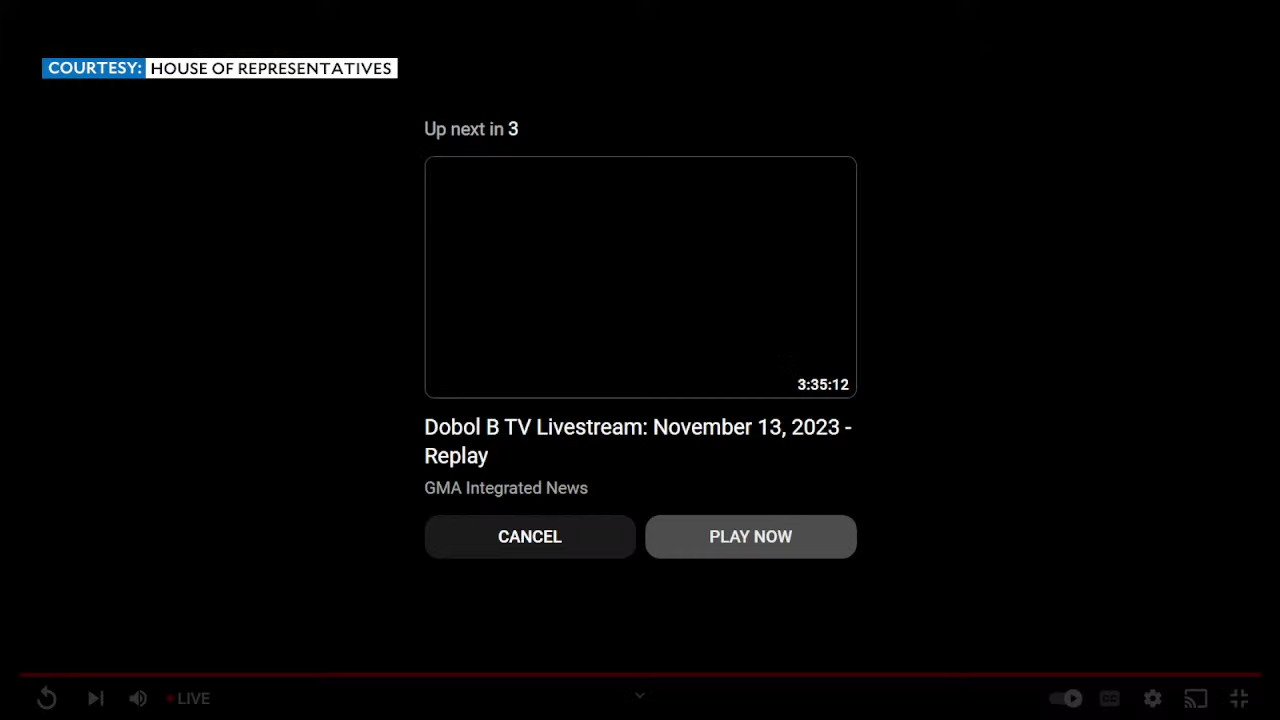 COURTESY: HOUSE OF REPRESENTATIVES
Up next in 3
3:35:12
Dobol B TV Livestream: November 13, 2023 -
Replay
GMA Integrated News
CANCEL PLAY NOW
LIVE CC